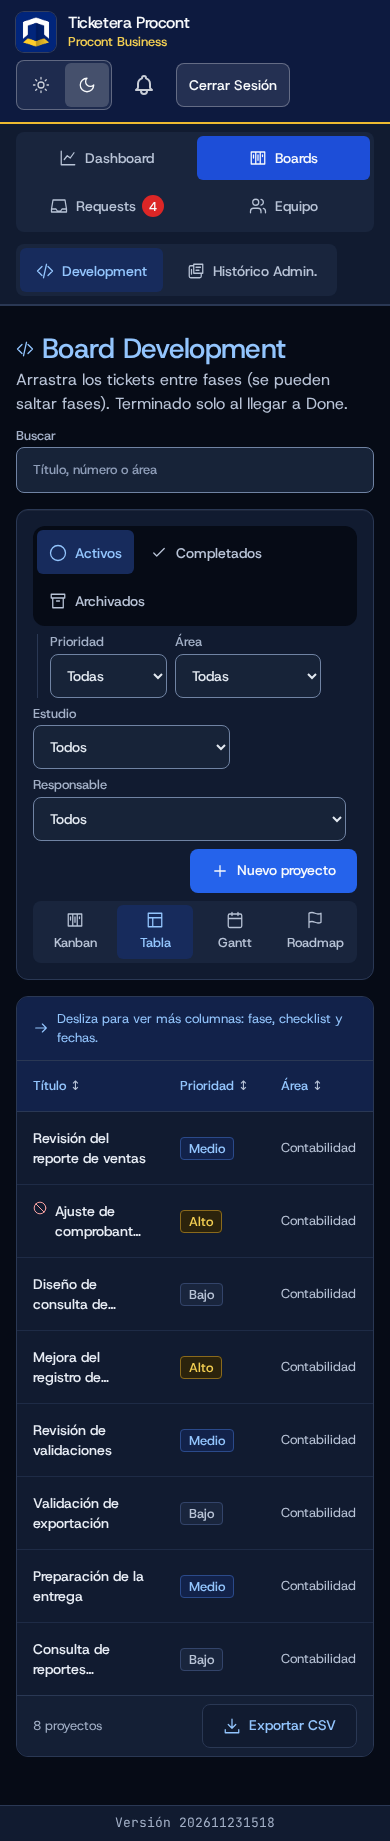 Ticketera Procont
Procont Business
Cerrar Sesión
Dashboard
Boards
Requests 4
Equipo
Development
Histórico Admin.
Board Development
Arrastra los tickets entre fases (se pueden
saltar fases). Terminado solo al llegar a Done.
Buscar
Título, número o área
Activos
Completados
Archivados
Prioridad
Área
Todas
Todas
Estudio
Todos
Responsable
Todos
Nuevo proyecto
Kanban
Tabla
Gantt
Roadmap
Desliza para ver más columnas: fase, checklist y
fechas.
Título ↕ Prioridad ↕ Área ↕
Revisión del
reporte de ventas
Medio
Contabilidad
Ajuste de
comprobant...
Alto
Contabilidad
Diseño de
consulta de...
Bajo
Contabilidad
Mejora del
registro de...
Alto
Contabilidad
Revisión de
validaciones
Medio
Contabilidad
Validación de
exportación
Bajo
Contabilidad
Preparación de la
entrega
Medio
Contabilidad
Consulta de
reportes...
Bajo
Contabilidad
8 proyectos
Exportar CSV
Versión 202611231518